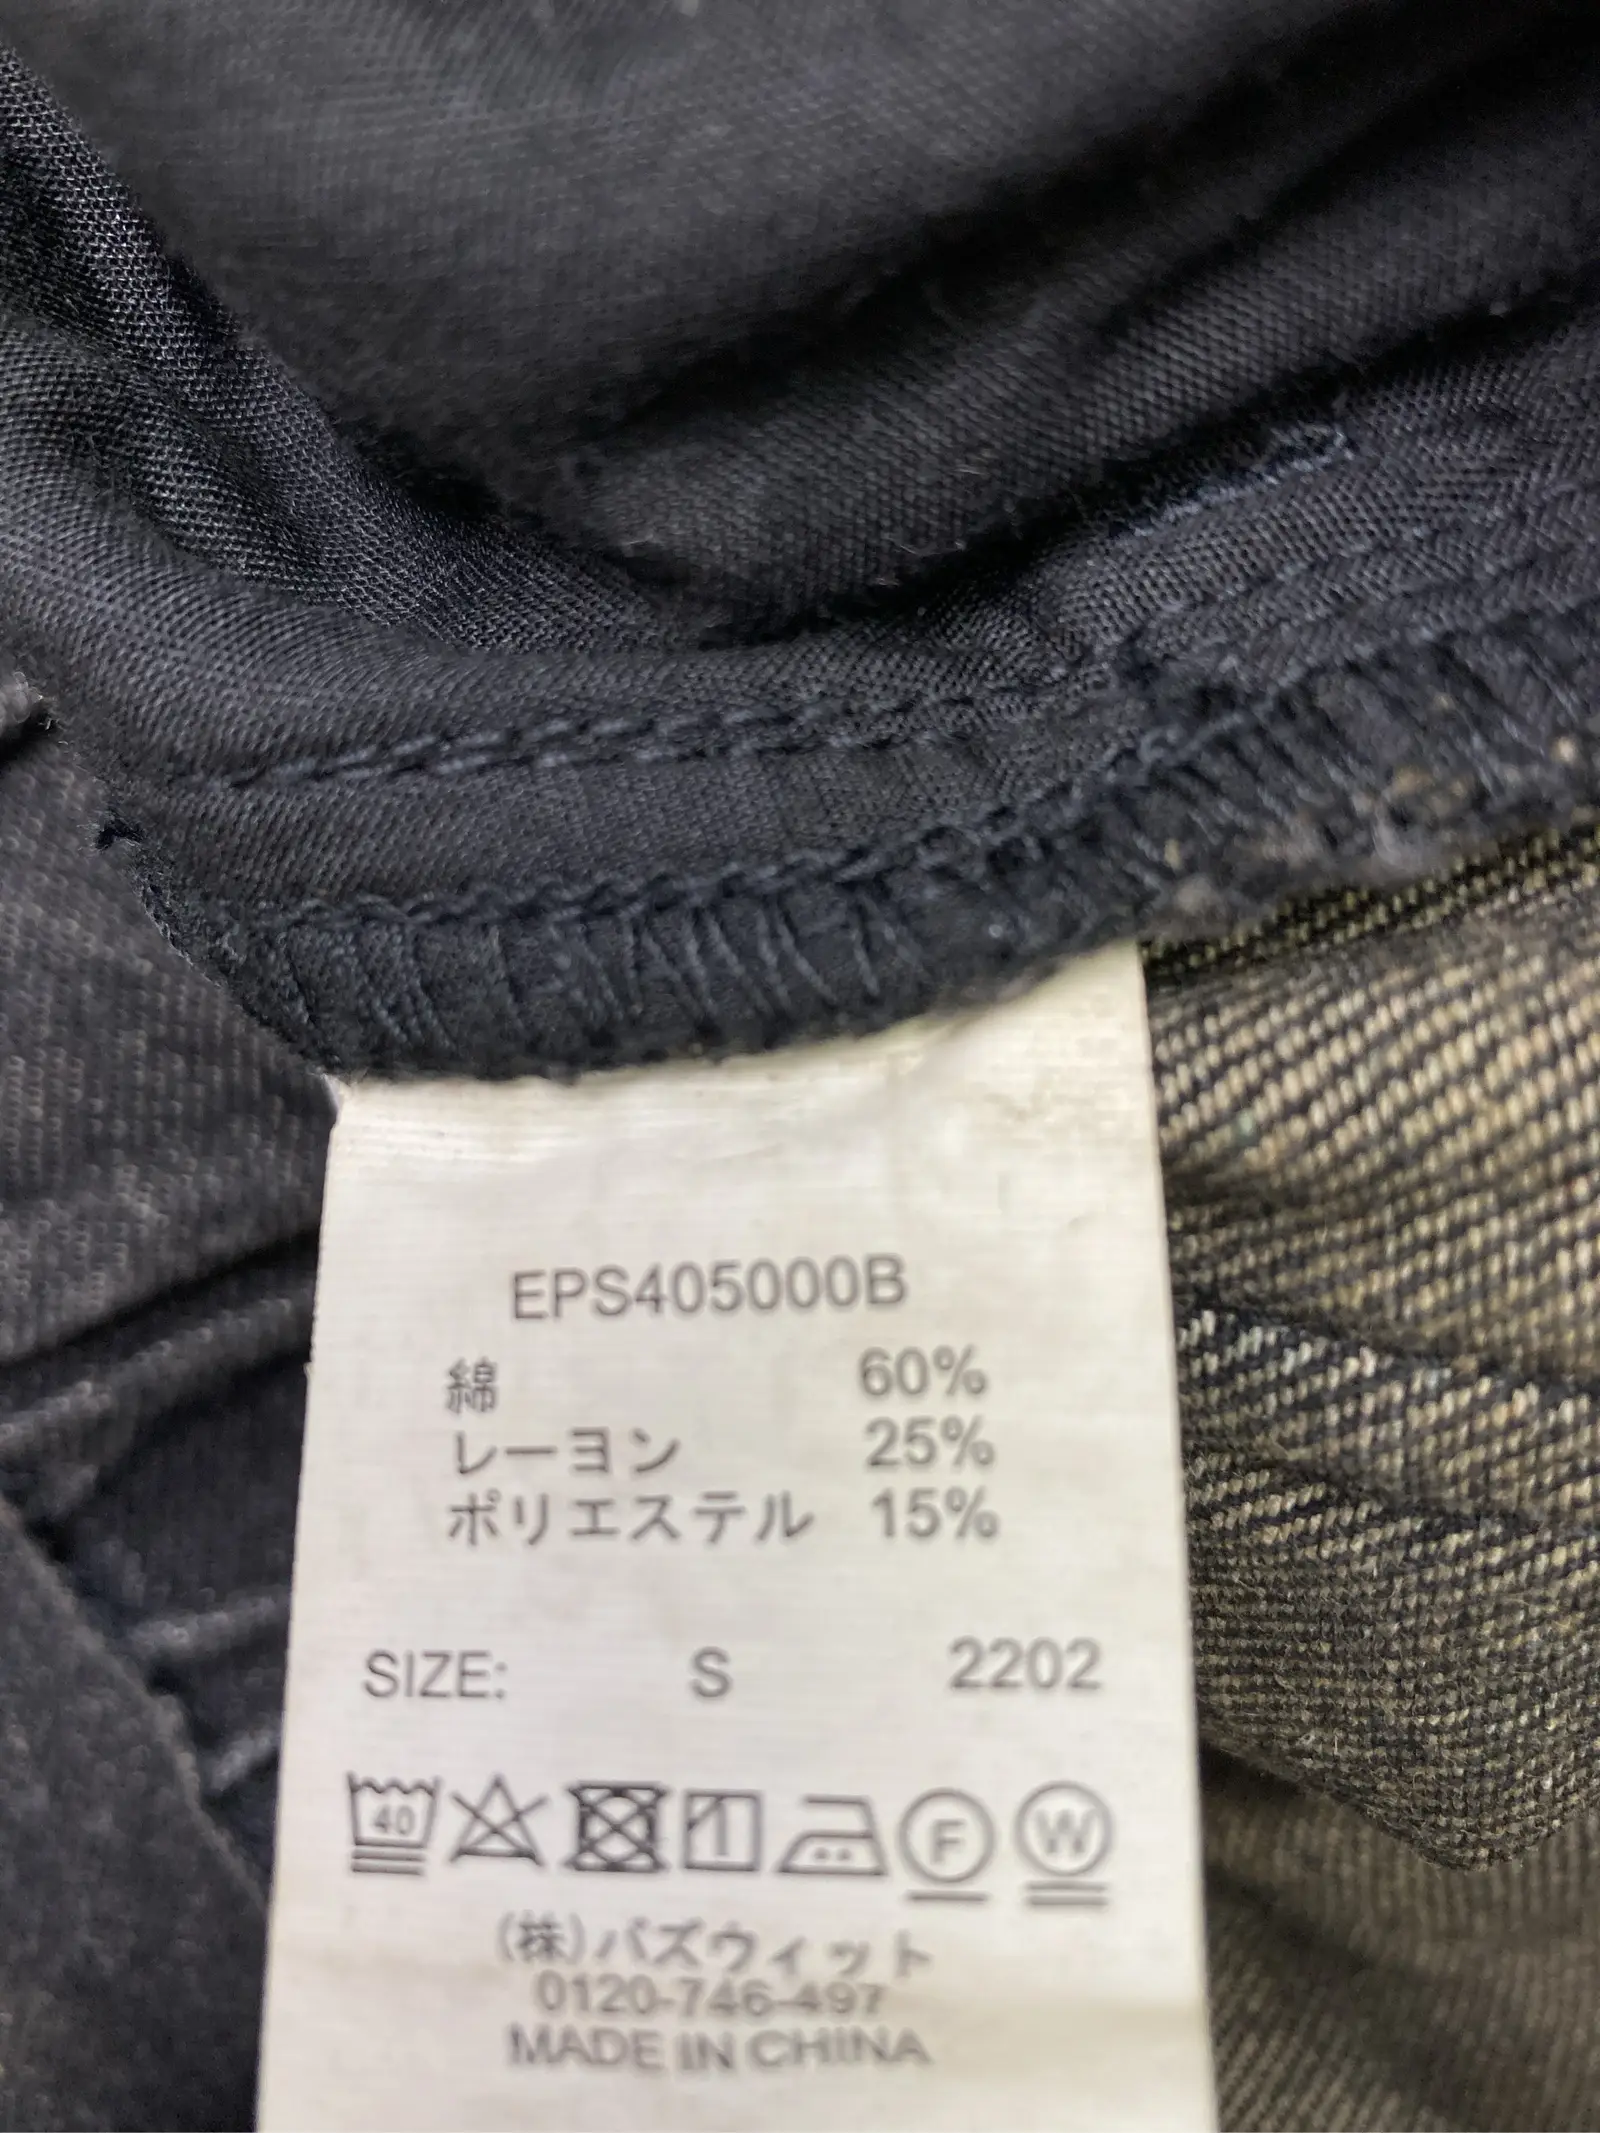 EPS405000B
綿 60%
レーヨン 25%
ポリエステル 15%
SIZE: S 2202
40 F W
(株)バズウィット
0120-746-497
MADE IN CHINA